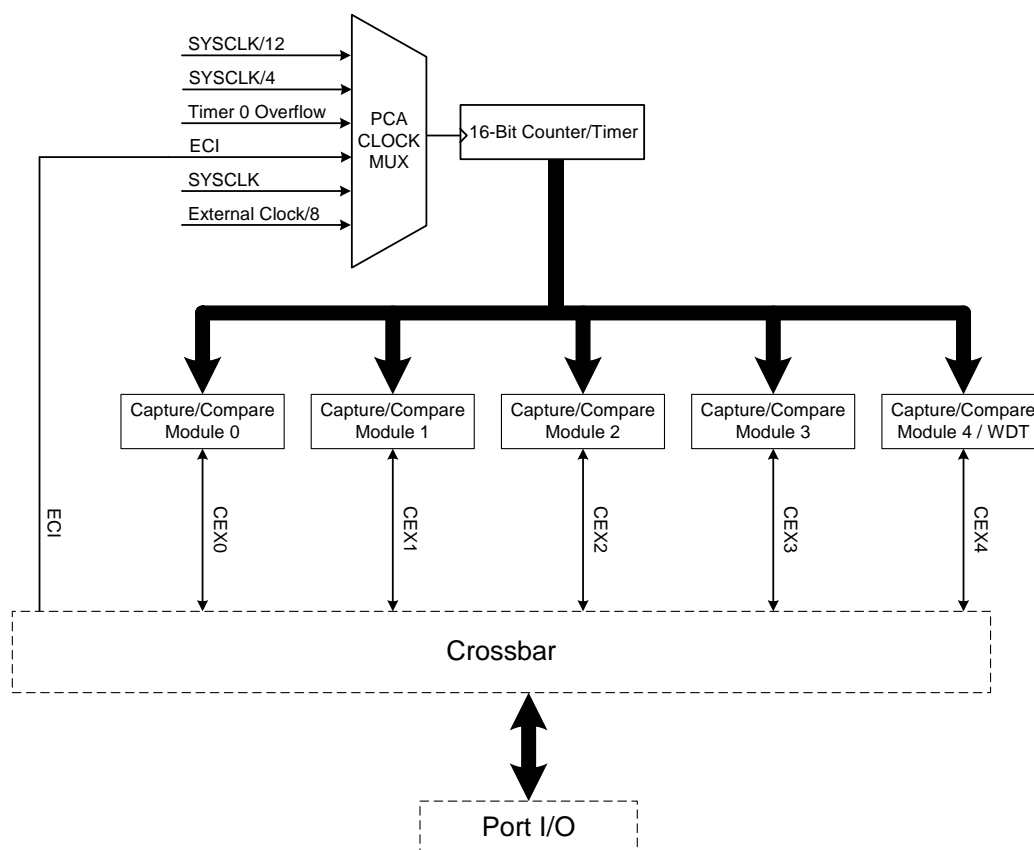 SYSCLK/12
SYSCLK/4
Timer 0 Overflow
ECI
SYSCLK
External Clock/8
PCA
CLOCK
MUX
16-Bit Counter/Timer
Capture/Compare
Module 0
Capture/Compare
Module 1
Capture/Compare
Module 2
Capture/Compare
Module 3
Capture/Compare
Module 4 / WDT
ECI
CEX0
CEX1
CEX2
CEX3
CEX4
Crossbar
Port I/O